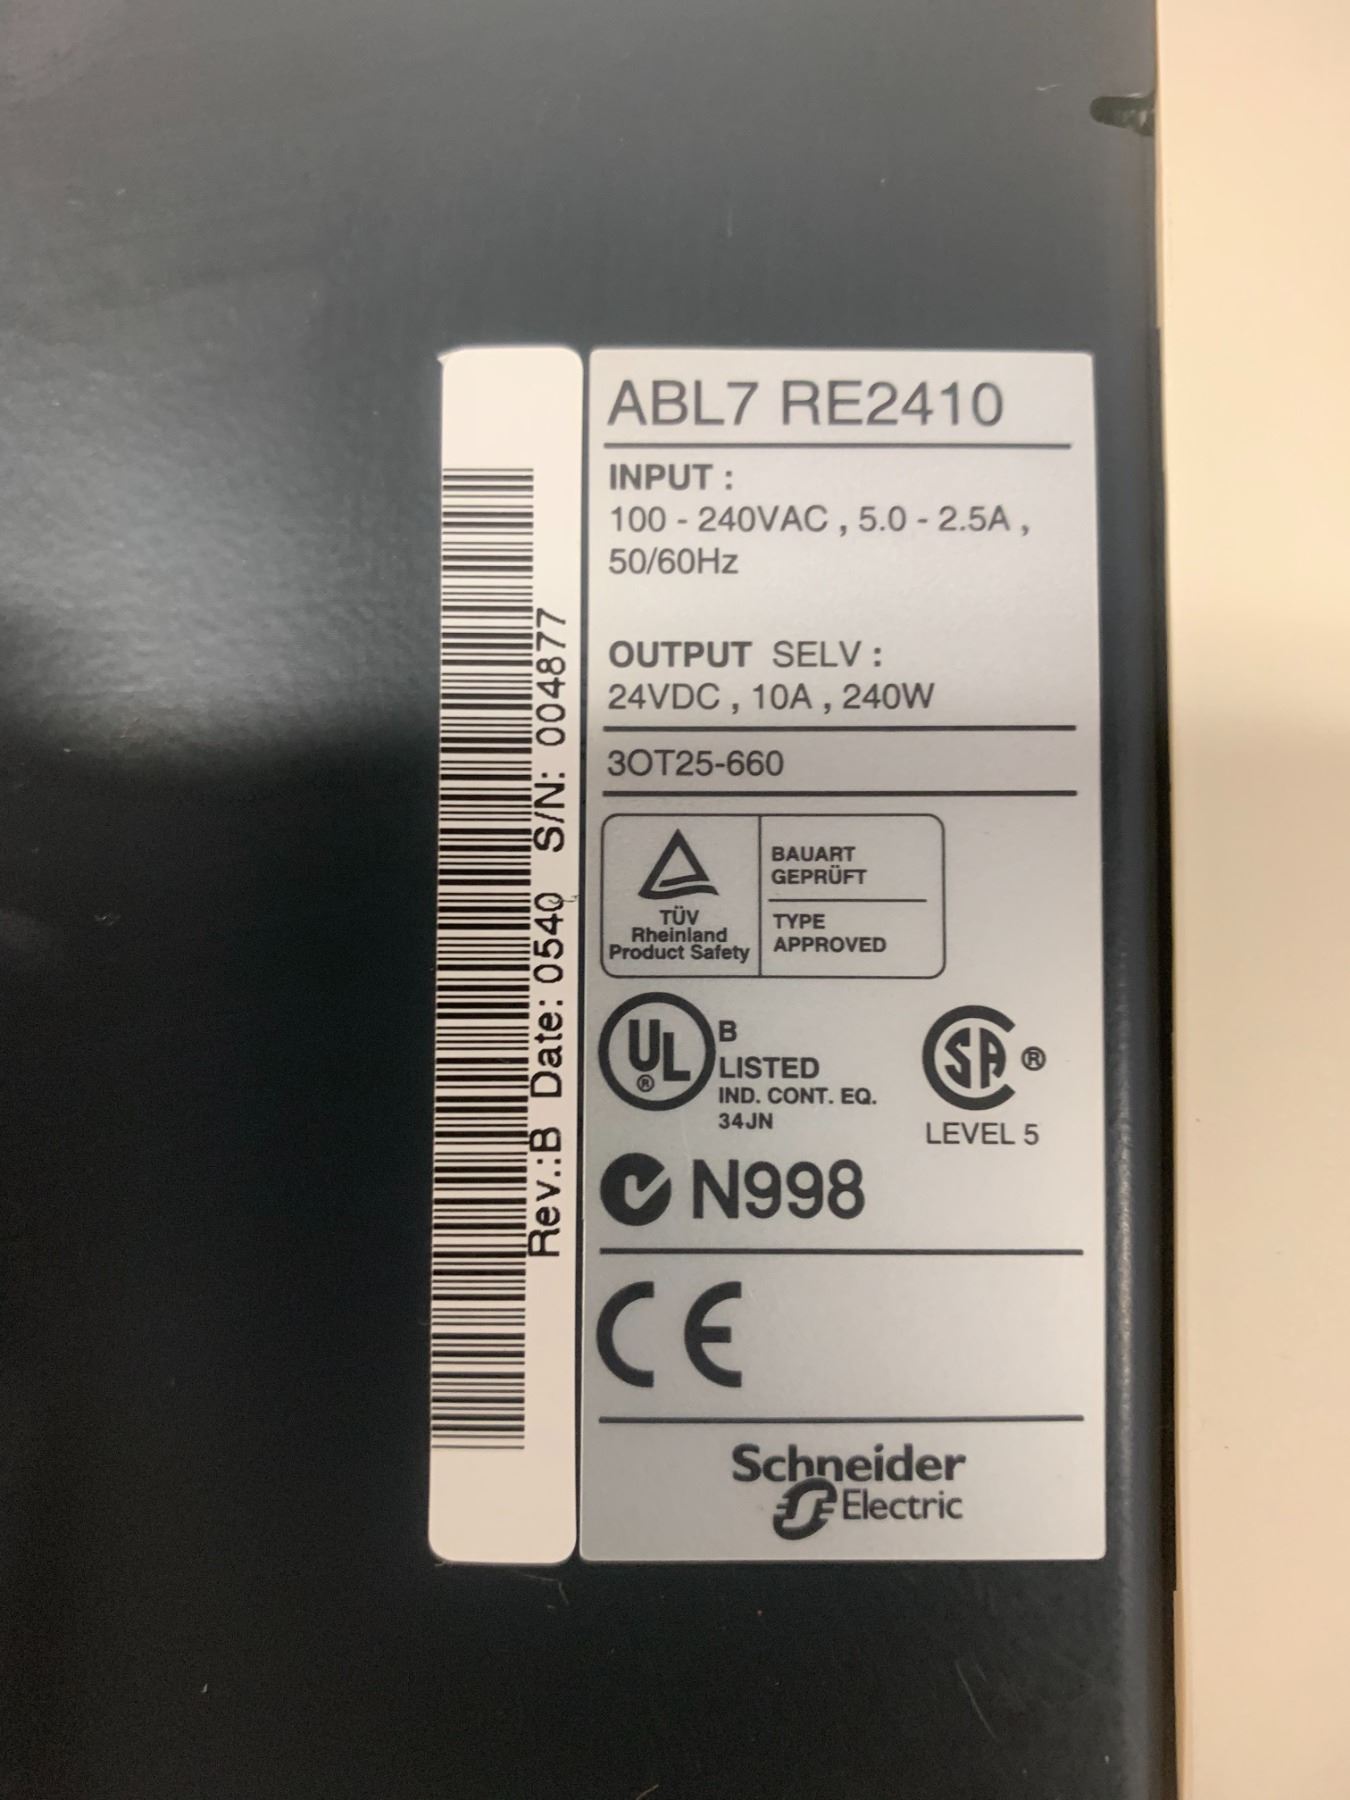 Rev.:B Date: 0540 S/N: 004877
ABL7 RE2410
INPUT :
100 - 240VAC , 5.0 - 2.5A ,
50/60Hz
OUTPUT SELV :
24VDC , 10A , 240W
3OT25-660
TÜV
Rheinland
Product Safety
BAUART
GEPRÜFT
TYPE
APPROVED
UL
®
B
LISTED
IND. CONT. EQ.
34JN
SA ®
LEVEL 5
N998
CE
Schneider
Electric